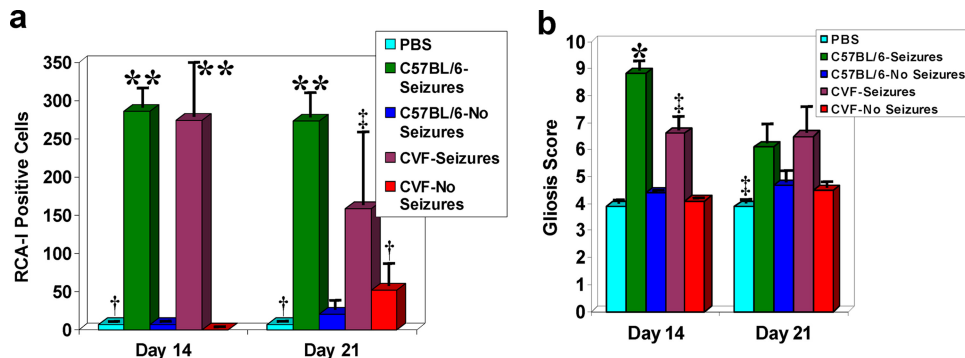 a
RCA-I Positive Cells
350
300
250
200
150
100
50
0
** ** ** ‡
† † †
Day 14 Day 21
PBS
C57BL/6-
Seizures
C57BL/6-No
Seizures
CVF-Seizures
CVF-No
Seizures
b
Gliosis Score
10
9
8
7
6
5
4
3
2
1
0
* ‡ ‡
Day 14 Day 21
PBS
C57BL/6-Seizures
C57BL/6-No Seizures
CVF-Seizures
CVF-No Seizures